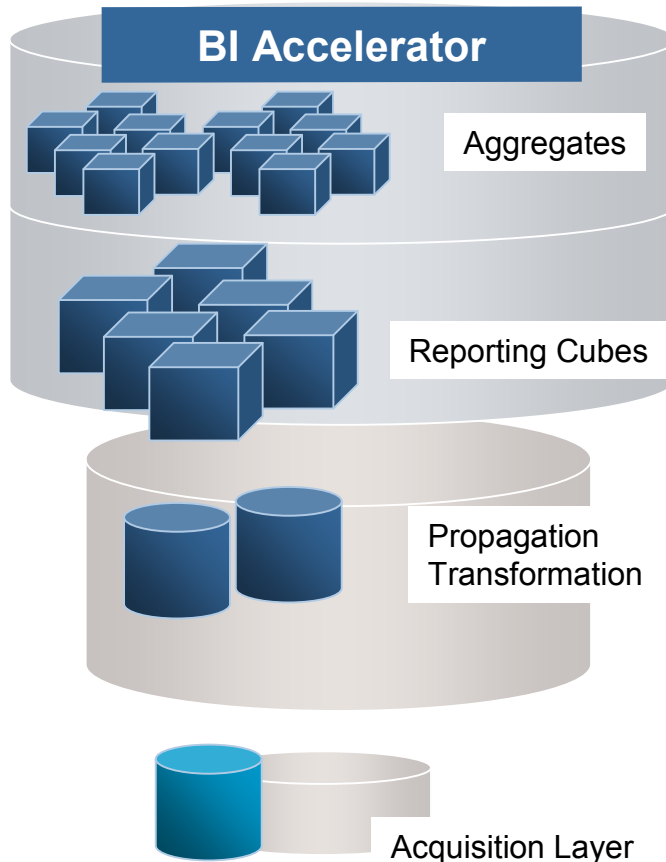 BI Accelerator
Aggregates
Reporting Cubes
Propagation
Transformation
Acquisition Layer